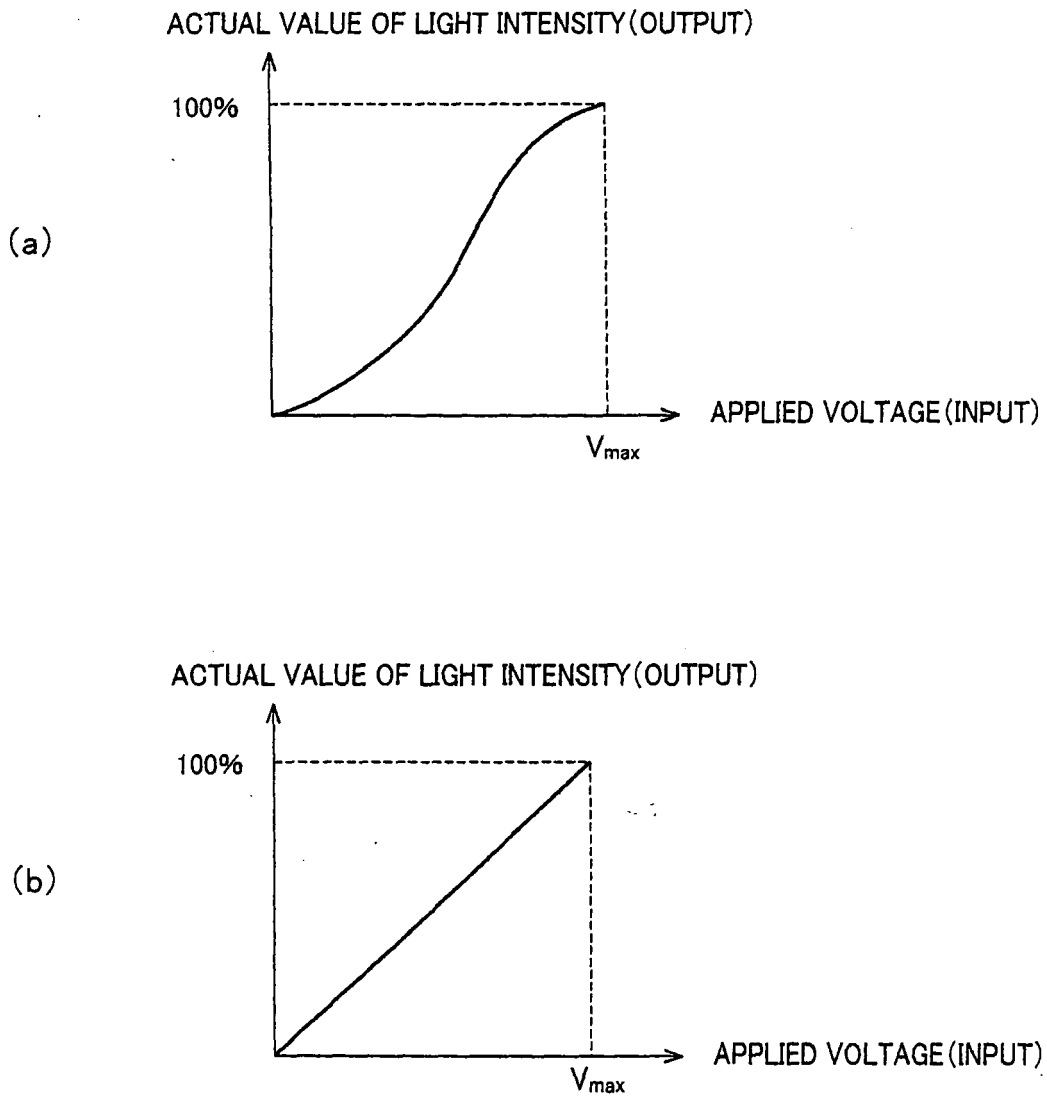 ACTUAL VALUE OF LIGHT INTENSITY(OUTPUT)
100%
(a)
APPLIED VOLTAGE(INPUT)
Vmax
ACTUAL VALUE OF LIGHT INTENSITY(OUTPUT)
100%
(b)
APPLIED VOLTAGE(INPUT)
Vmax